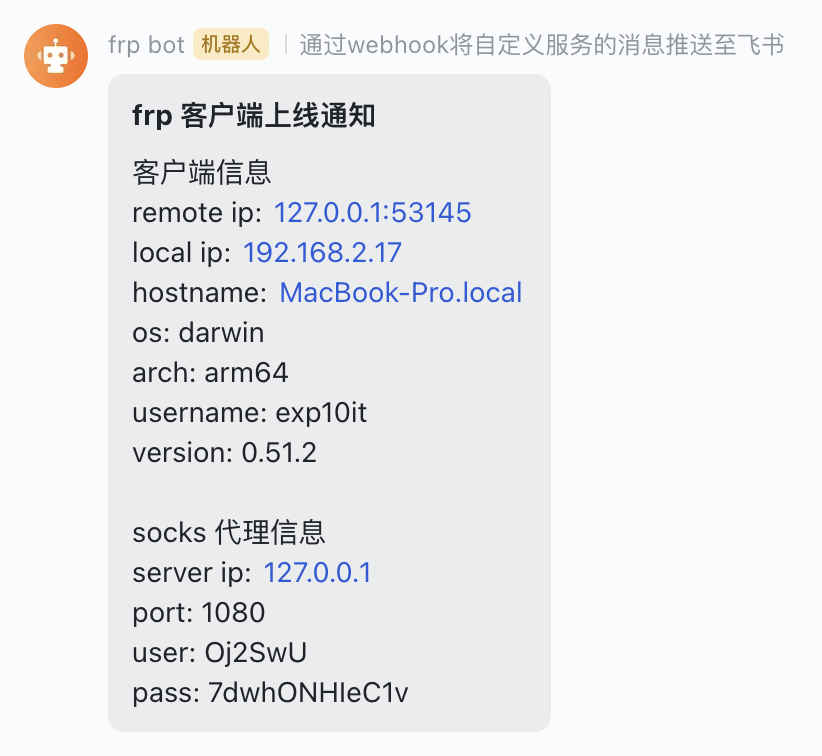 frp bot 机器人 | 通过webhook将自定义服务的消息推送至飞书
frp 客户端上线通知
客户端信息
remote ip: 127.0.0.1:53145
local ip: 192.168.2.17
hostname: MacBook-Pro.local
os: darwin
arch: arm64
username: exp10it
version: 0.51.2
socks 代理信息
server ip: 127.0.0.1
port: 1080
user: Oj2SwU
pass: 7dwhONHIeC1v